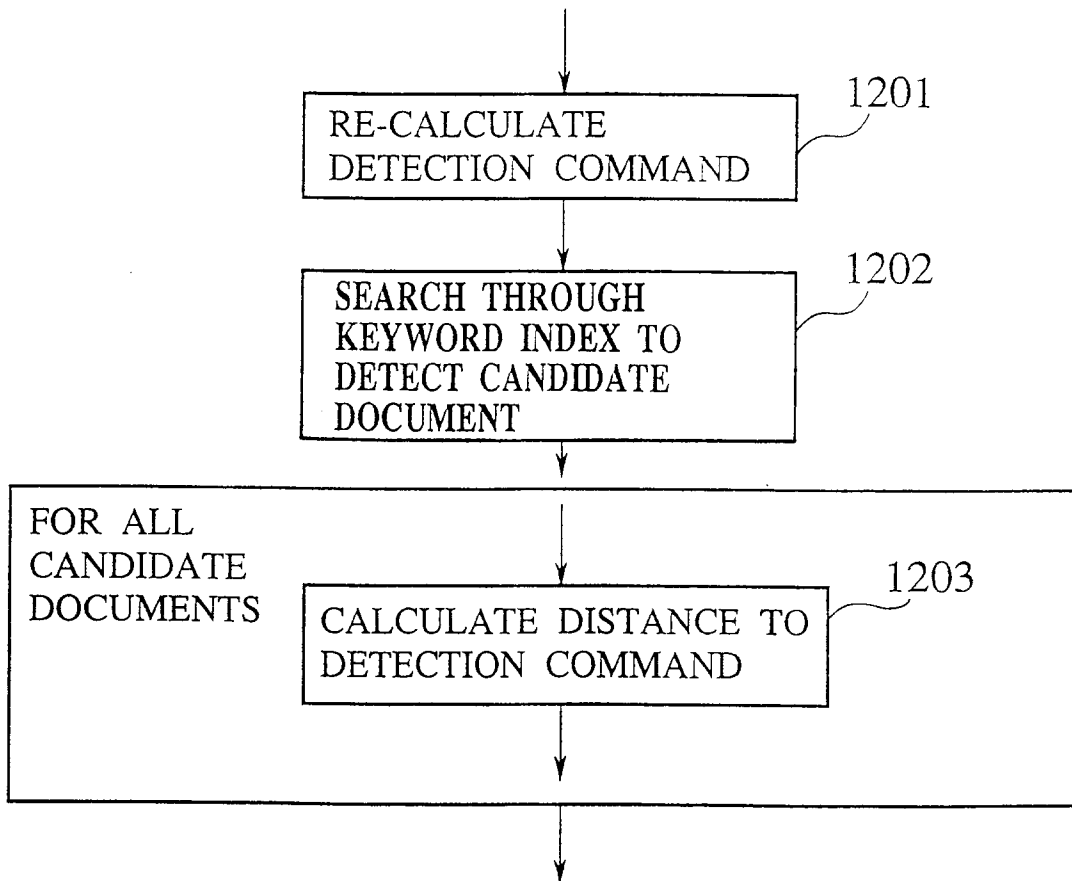 1201
RE-CALCULATE
DETECTION COMMAND
1202
SEARCH THROUGH
KEYWORD INDEX TO
DETECT CANDIDATE
DOCUMENT
FOR ALL
CANDIDATE
DOCUMENTS
1203
CALCULATE DISTANCE TO
DETECTION COMMAND